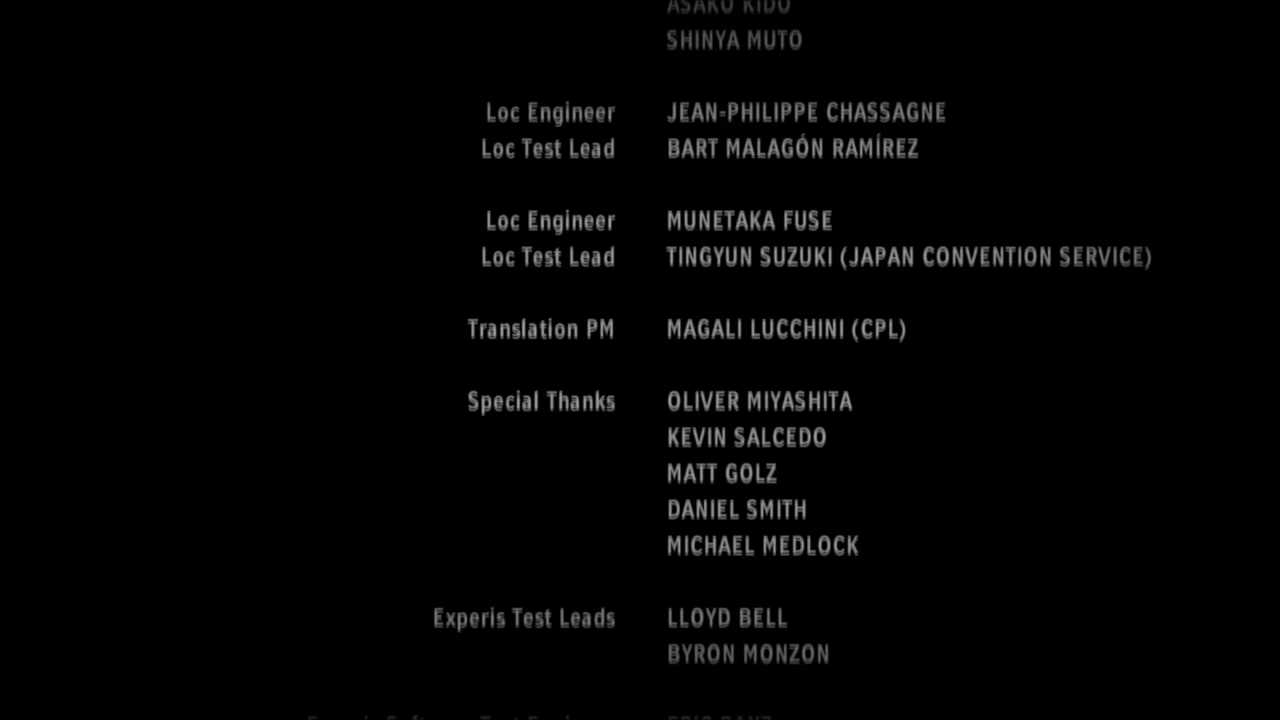 ASAKO KIDO
SHINYA MUTO
Loc Engineer JEAN-PHILIPPE CHASSAGNE
Loc Test Lead BART MALAGÓN RAMÍREZ
Loc Engineer MUNETAKA FUSE
Loc Test Lead TINGYUN SUZUKI (JAPAN CONVENTION SERVICE)
Translation PM MAGALI LUCCHINI (CPL)
Special Thanks OLIVER MIYASHITA
KEVIN SALCEDO
MATT GOLZ
DANIEL SMITH
MICHAEL MEDLOCK
Experis Test Leads LLOYD BELL
BYRON MONZON